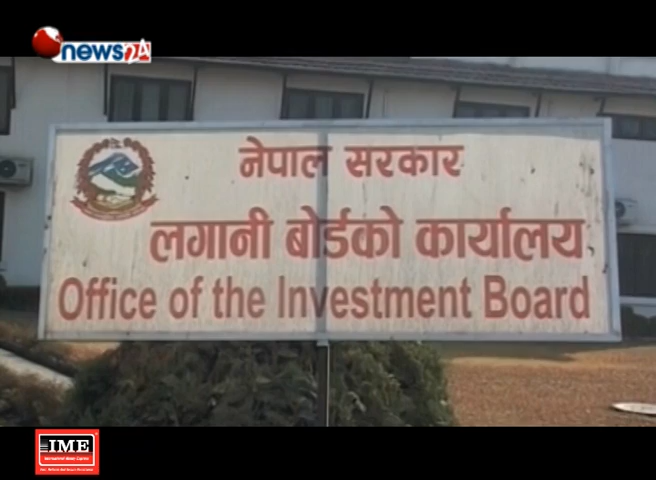 news24
नेपाल सरकार
लगानी बोर्डको कार्यालय
Office of the Investment Board
IME